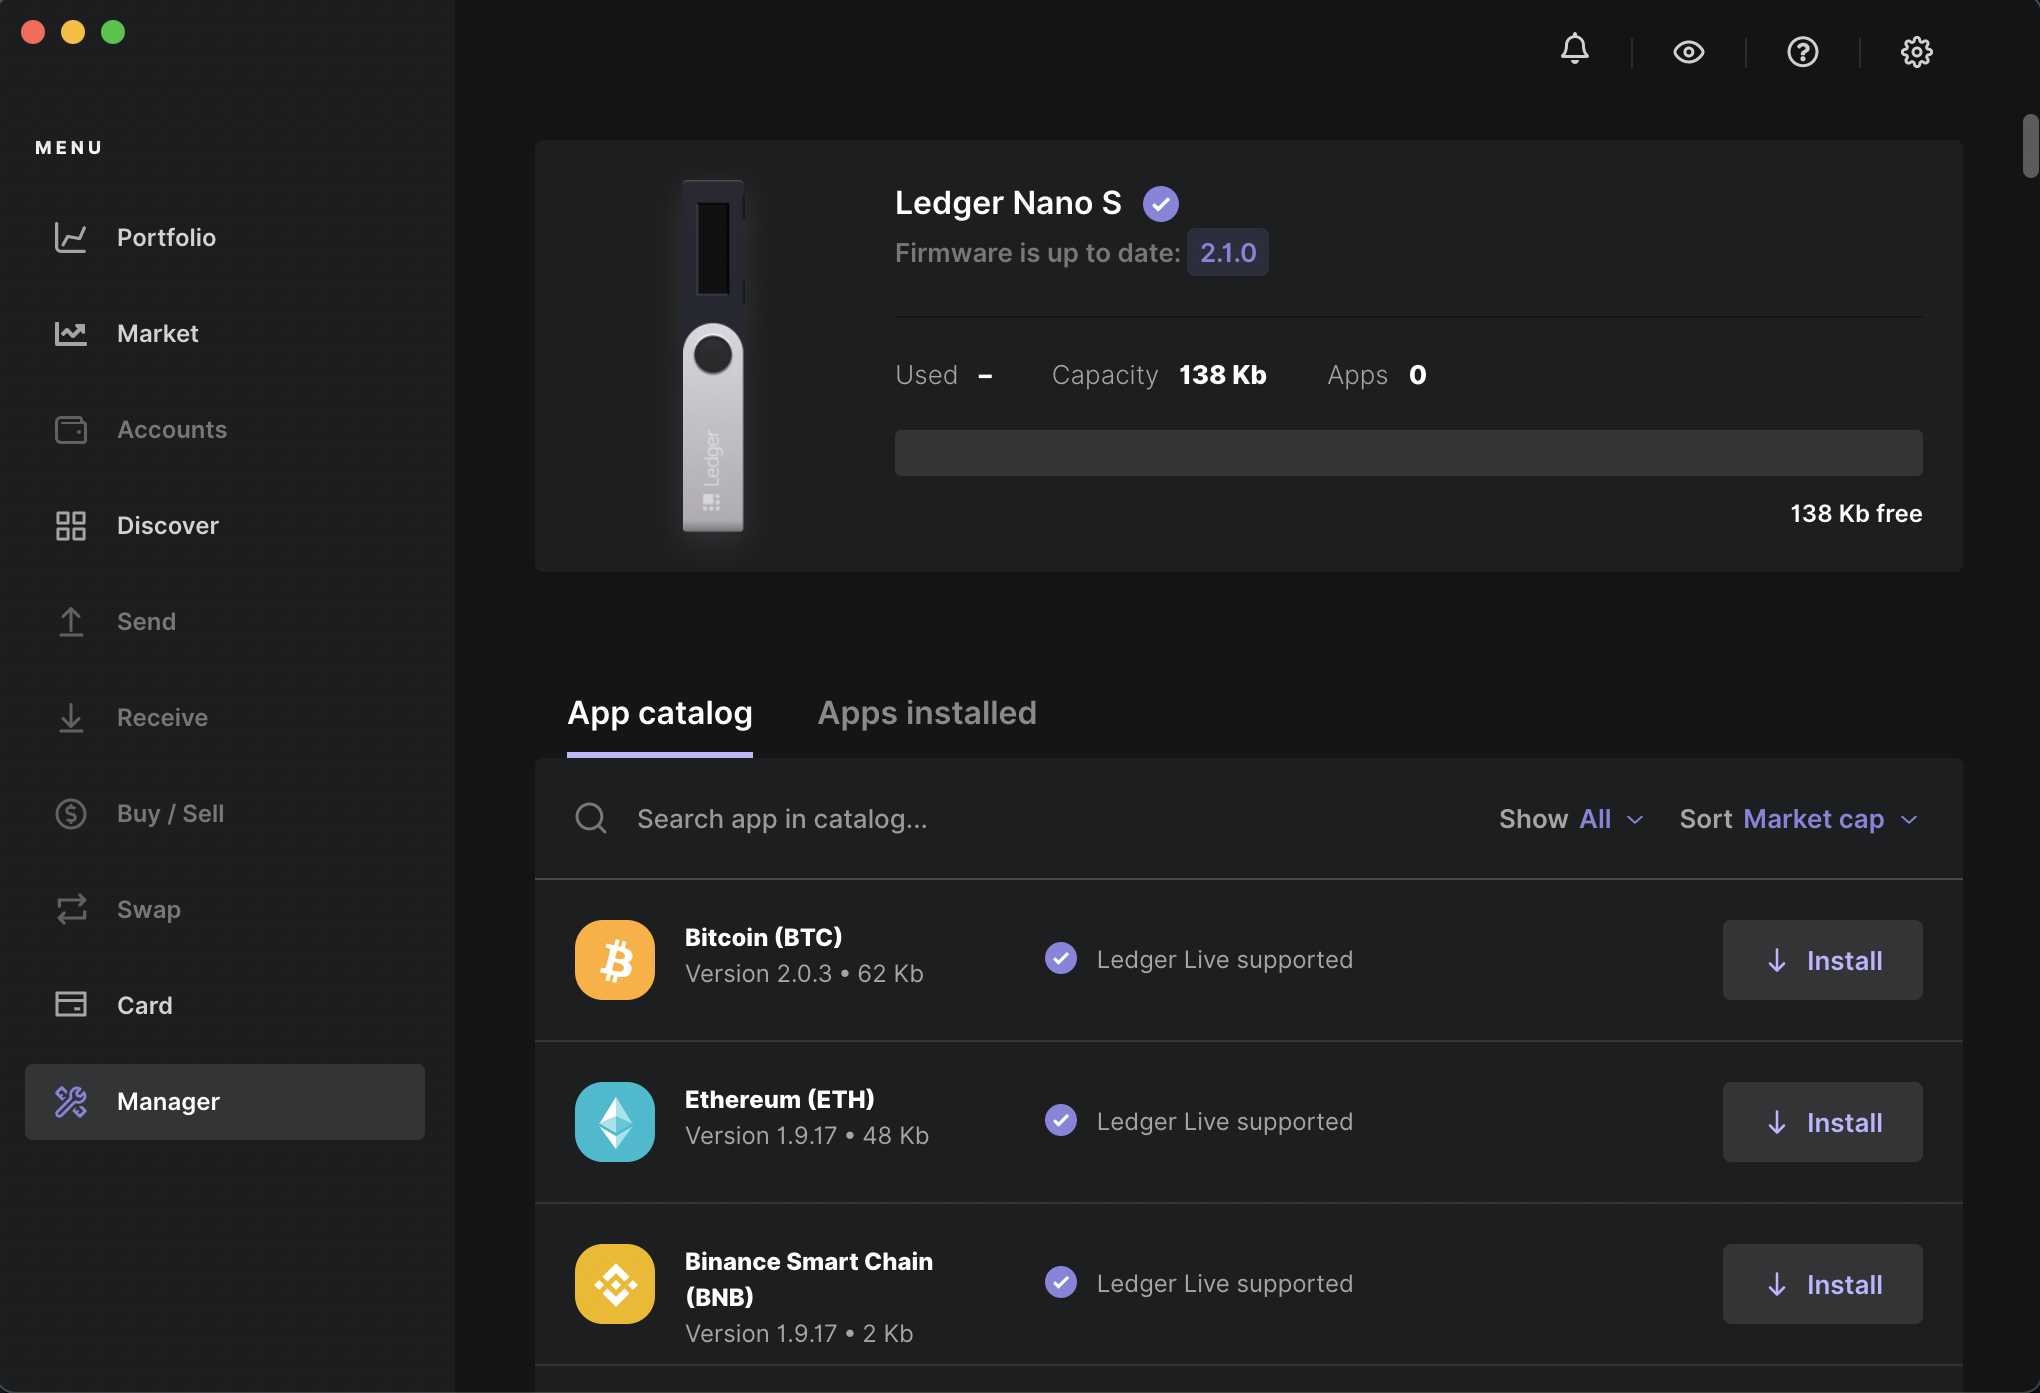 MENU
Portfolio
Market
Accounts
Discover
Send
Receive
Buy / Sell
Swap
Card
Manager
Ledger Nano S
Firmware is up to date: 2.1.0
Used – Capacity 138 Kb Apps 0
Ledger
138 Kb free
App catalog Apps installed
Search app in catalog... Show All Sort Market cap
Bitcoin (BTC)
Version 2.0.3 • 62 Kb
Ledger Live supported
Install
Ethereum (ETH)
Version 1.9.17 • 48 Kb
Ledger Live supported
Install
Binance Smart Chain
(BNB)
Version 1.9.17 • 2 Kb
Ledger Live supported
Install